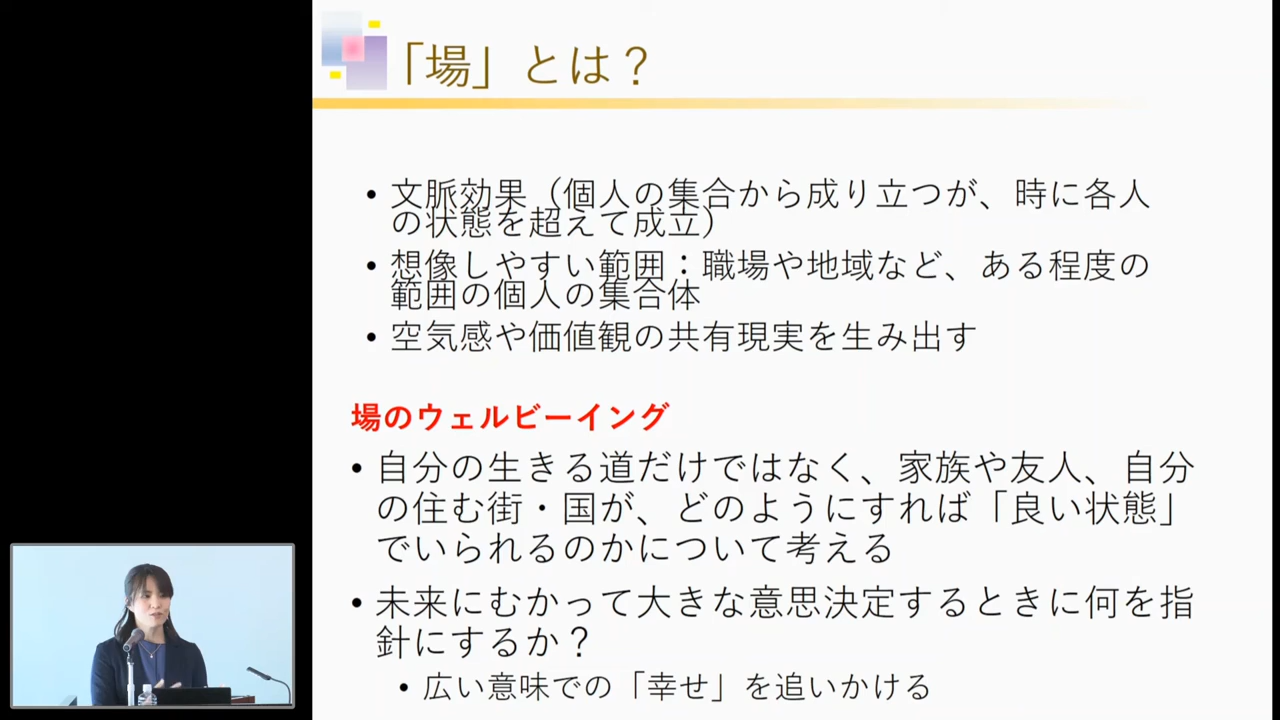 「場」とは？
• 文脈効果（個人の集合から成り立つが、時に各人
の状態を超えて成立）
• 想像しやすい範囲：職場や地域など、ある程度の
範囲の個人の集合体
• 空気感や価値観の共有現実を生み出す
場のウェルビーイング
• 自分の生きる道だけではなく、家族や友人、自分
の住む街・国が、どのようにすれば「良い状態」
でいられるのかについて考える
• 未来にむかって大きな意思決定するときに何を指
針にするか？
• 広い意味での「幸せ」を追いかける